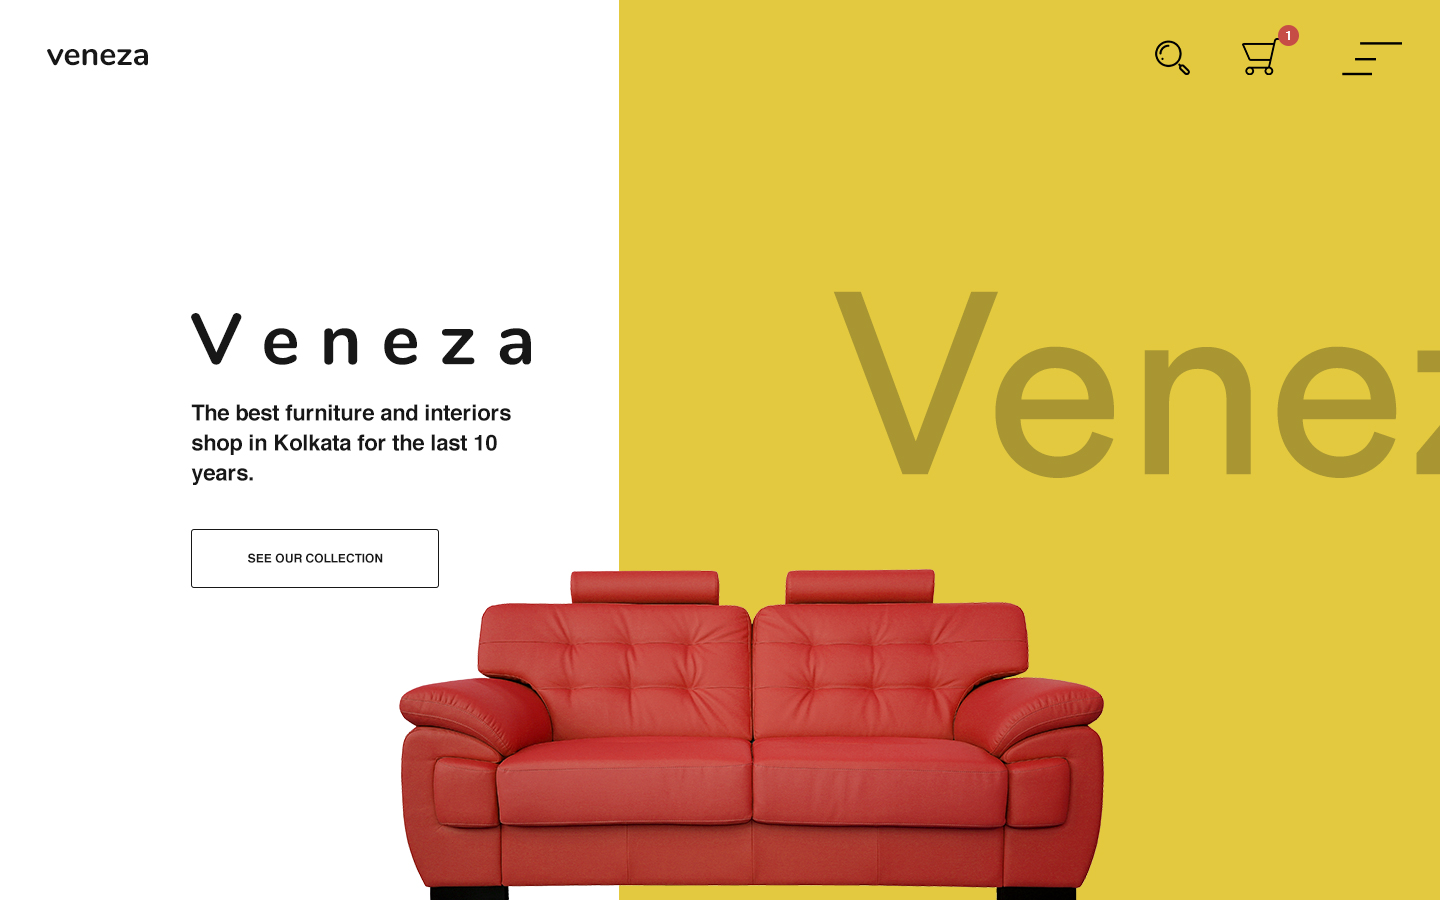 veneza
1
Veneza
The best furniture and interiors
shop in Kolkata for the last 10
years.
SEE OUR COLLECTION
Venez